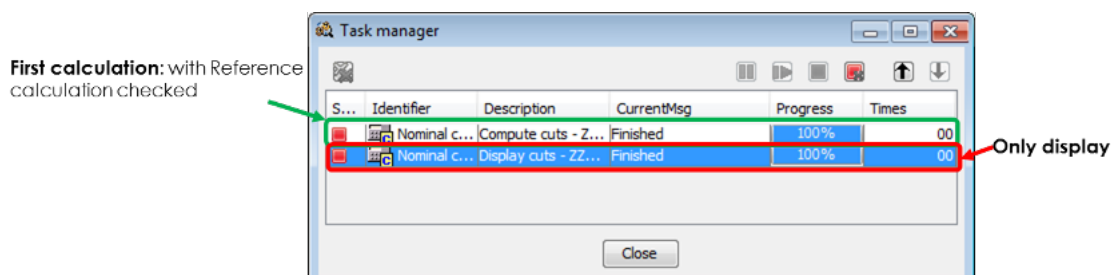 Task manager
First calculation: with Reference
calculation checked
S... Identifier Description CurrentMsg Progress Times
Nominal c... Compute cuts - Z... Finished 100% 00
Nominal c... Display cuts - ZZ... Finished 100% 00
Only display
Close